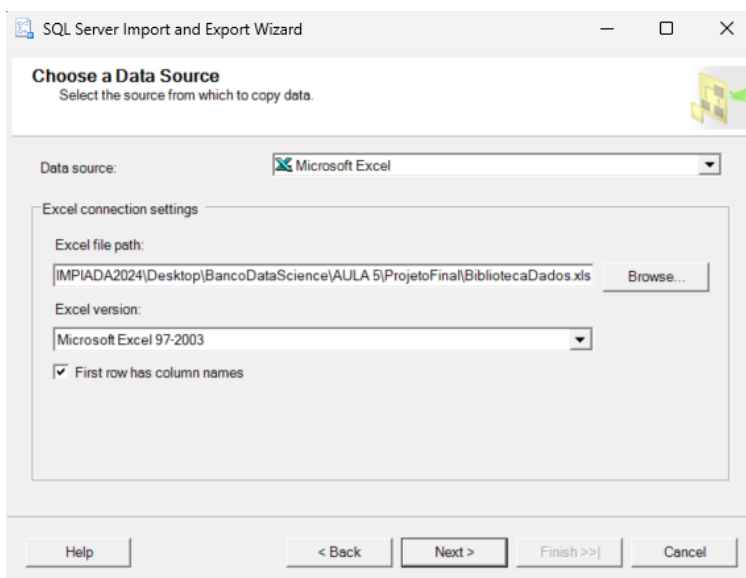 SQL Server Import and Export Wizard
Choose a Data Source
Select the source from which to copy data.
Data source:
Microsoft Excel
Excel connection settings
Excel file path:
IMPIADA2024\Desktop\BancoDataScience\AULA 5\ProjetoFinal\BibliotecaDados.xls
Browse...
Excel version:
Microsoft Excel 97-2003
First row has column names
Help
< Back
Next >
Finish >>|
Cancel